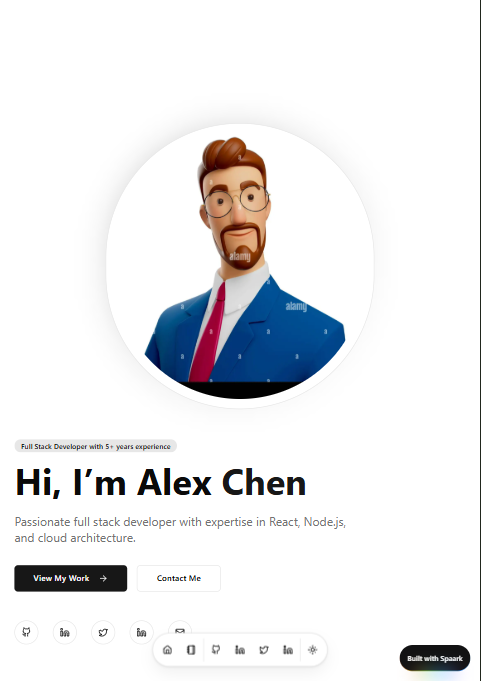 alamy
alamy
a
a
a
a
a
a
a
a
Full Stack Developer with 5+ years experience
Hi, I’m Alex Chen
Passionate full stack developer with expertise in React, Node.js,
and cloud architecture.
View My Work
Contact Me
Built with Spaark